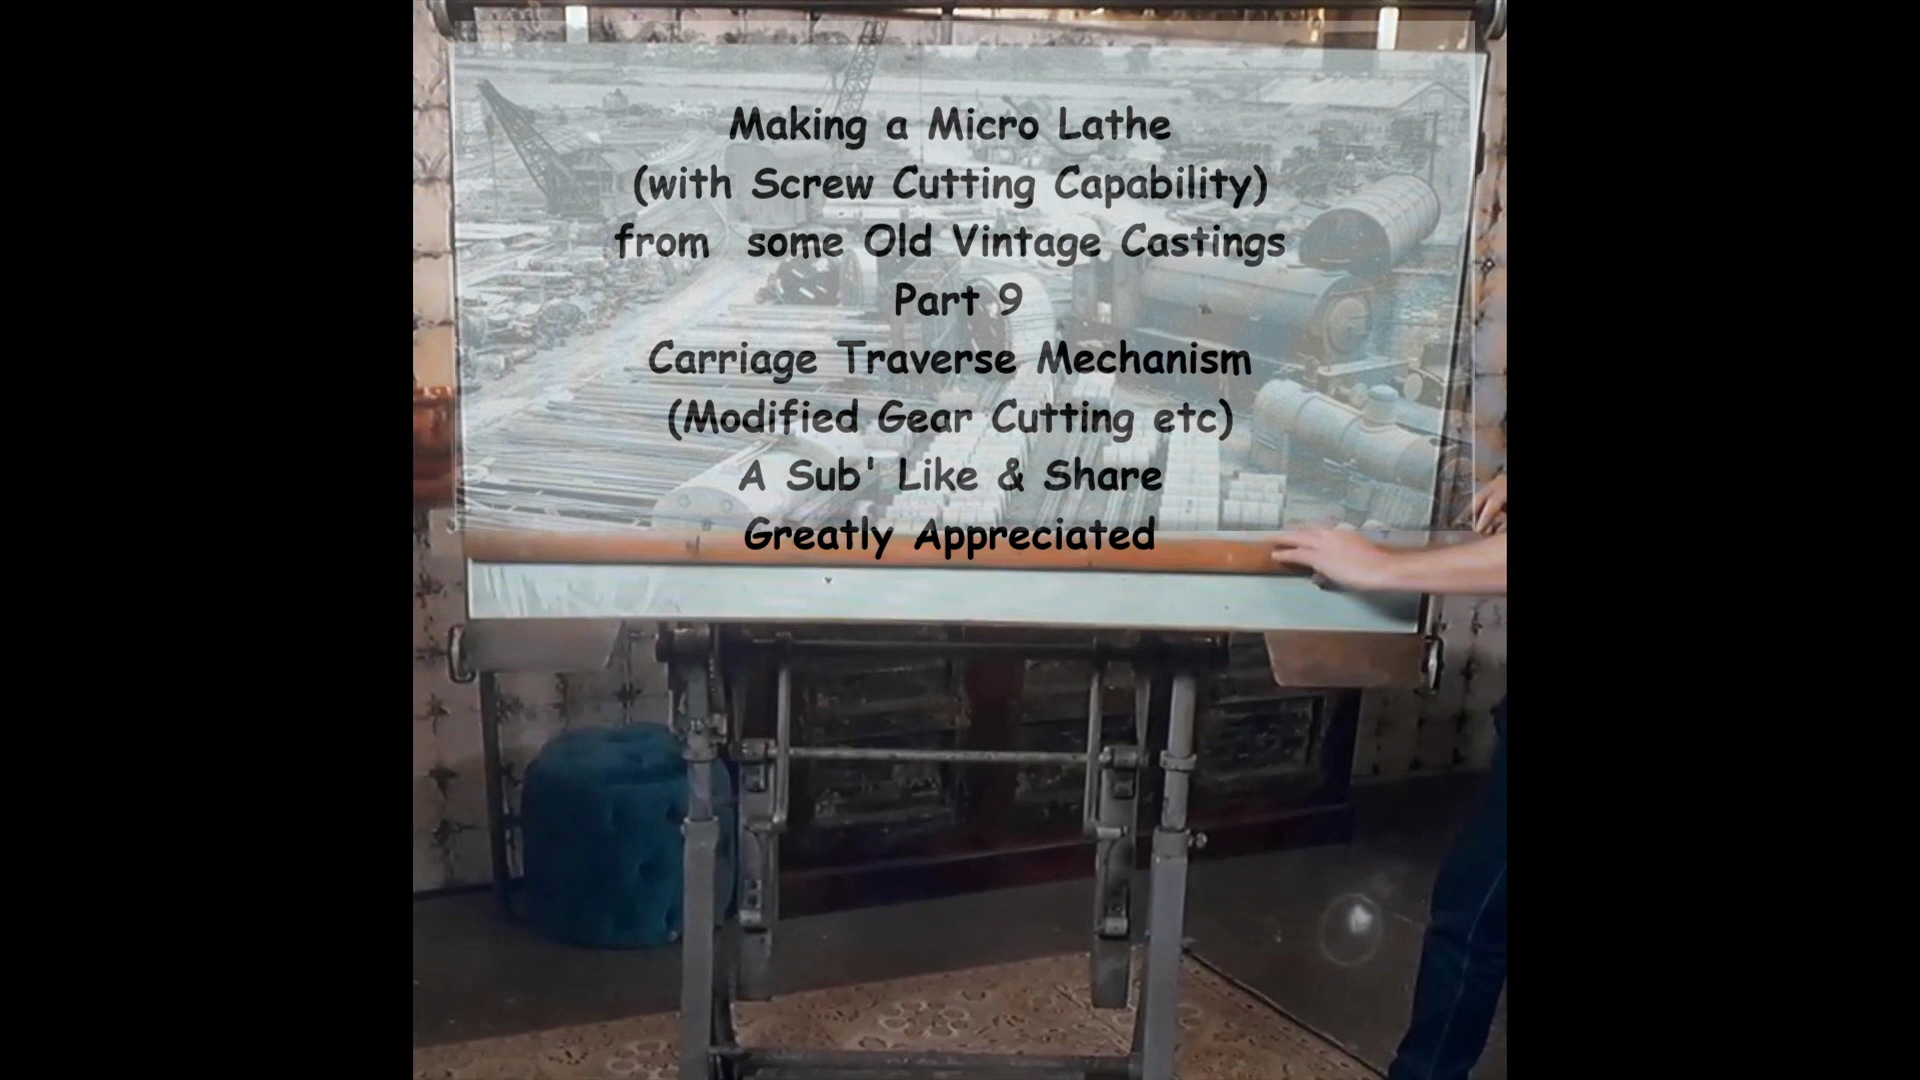 Making a Micro Lathe
(with Screw Cutting Capability)
from some Old Vintage Castings
Part 9
Carriage Traverse Mechanism
(Modified Gear Cutting etc)
A Sub' Like & Share
Greatly Appreciated